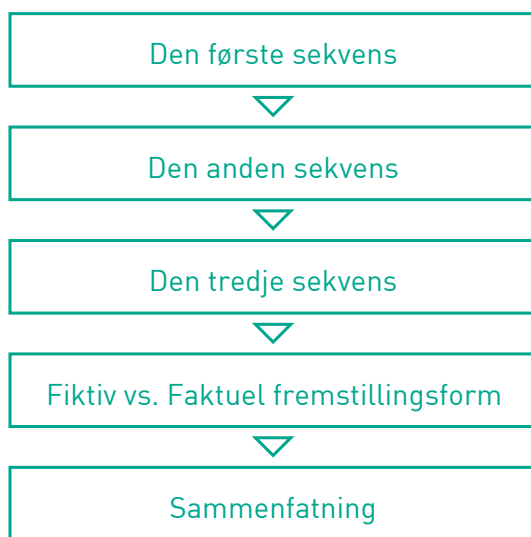 Den første sekvens
Den anden sekvens
Den tredje sekvens
Fiktiv vs. Faktuel fremstillingsform
Sammenfatning